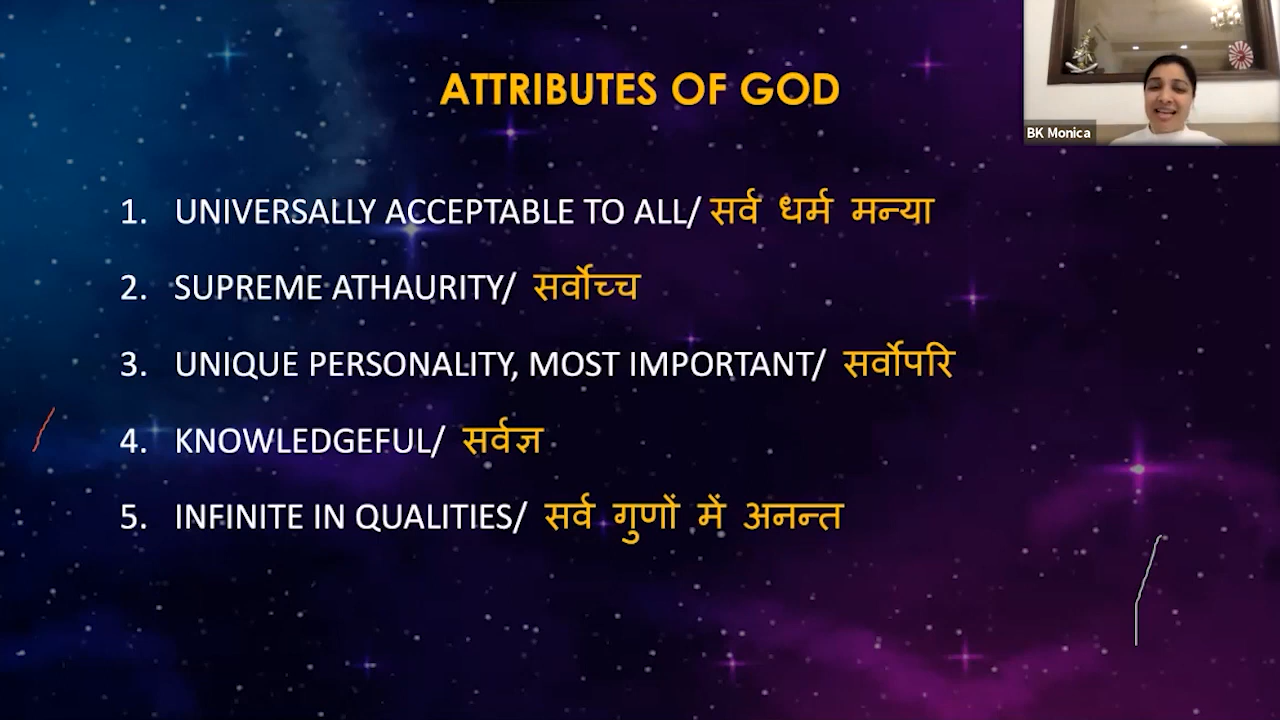 ATTRIBUTES OF GOD
BK Monica
1. UNIVERSALLY ACCEPTABLE TO ALL/ सर्व धर्म मन्या
2. SUPREME ATHAURITY/ सर्वोच्च
3. UNIQUE PERSONALITY, MOST IMPORTANT/ सर्वोपरि
4. KNOWLEDGEFUL/ सर्वज्ञ
5. INFINITE IN QUALITIES/ सर्व गुणों में अनन्त